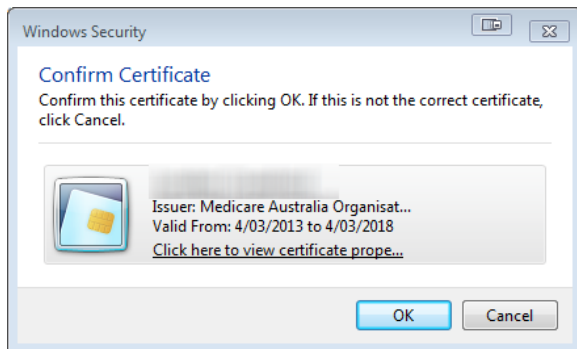 Windows Security
Confirm Certificate
Confirm this certificate by clicking OK. If this is not the correct certificate,
click Cancel.
Issuer: Medicare Australia Organisat...
Valid From: 4/03/2013 to 4/03/2018
Click here to view certificate prope...
OK
Cancel